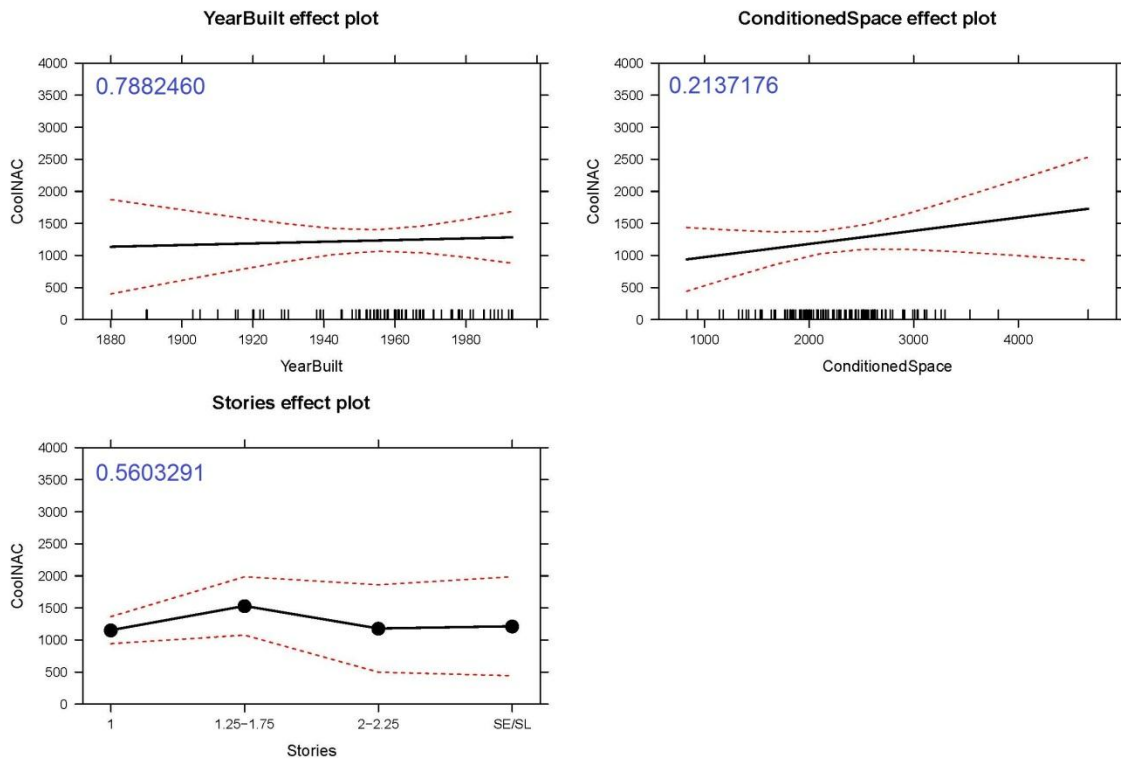 YearBuilt effect plot
0.7882460
CoolNAC
4000
3500
3000
2500
2000
1500
1000
500
0
1880 1900 1920 1940 1960 1980
YearBuilt
ConditionedSpace effect plot
0.2137176
CoolNAC
4000
3500
3000
2500
2000
1500
1000
500
0
1000 2000 3000 4000
ConditionedSpace
Stories effect plot
0.5603291
CoolNAC
4000
3500
3000
2500
2000
1500
1000
500
0
1 1.25−1.75 2−2.25 SE/SL
Stories